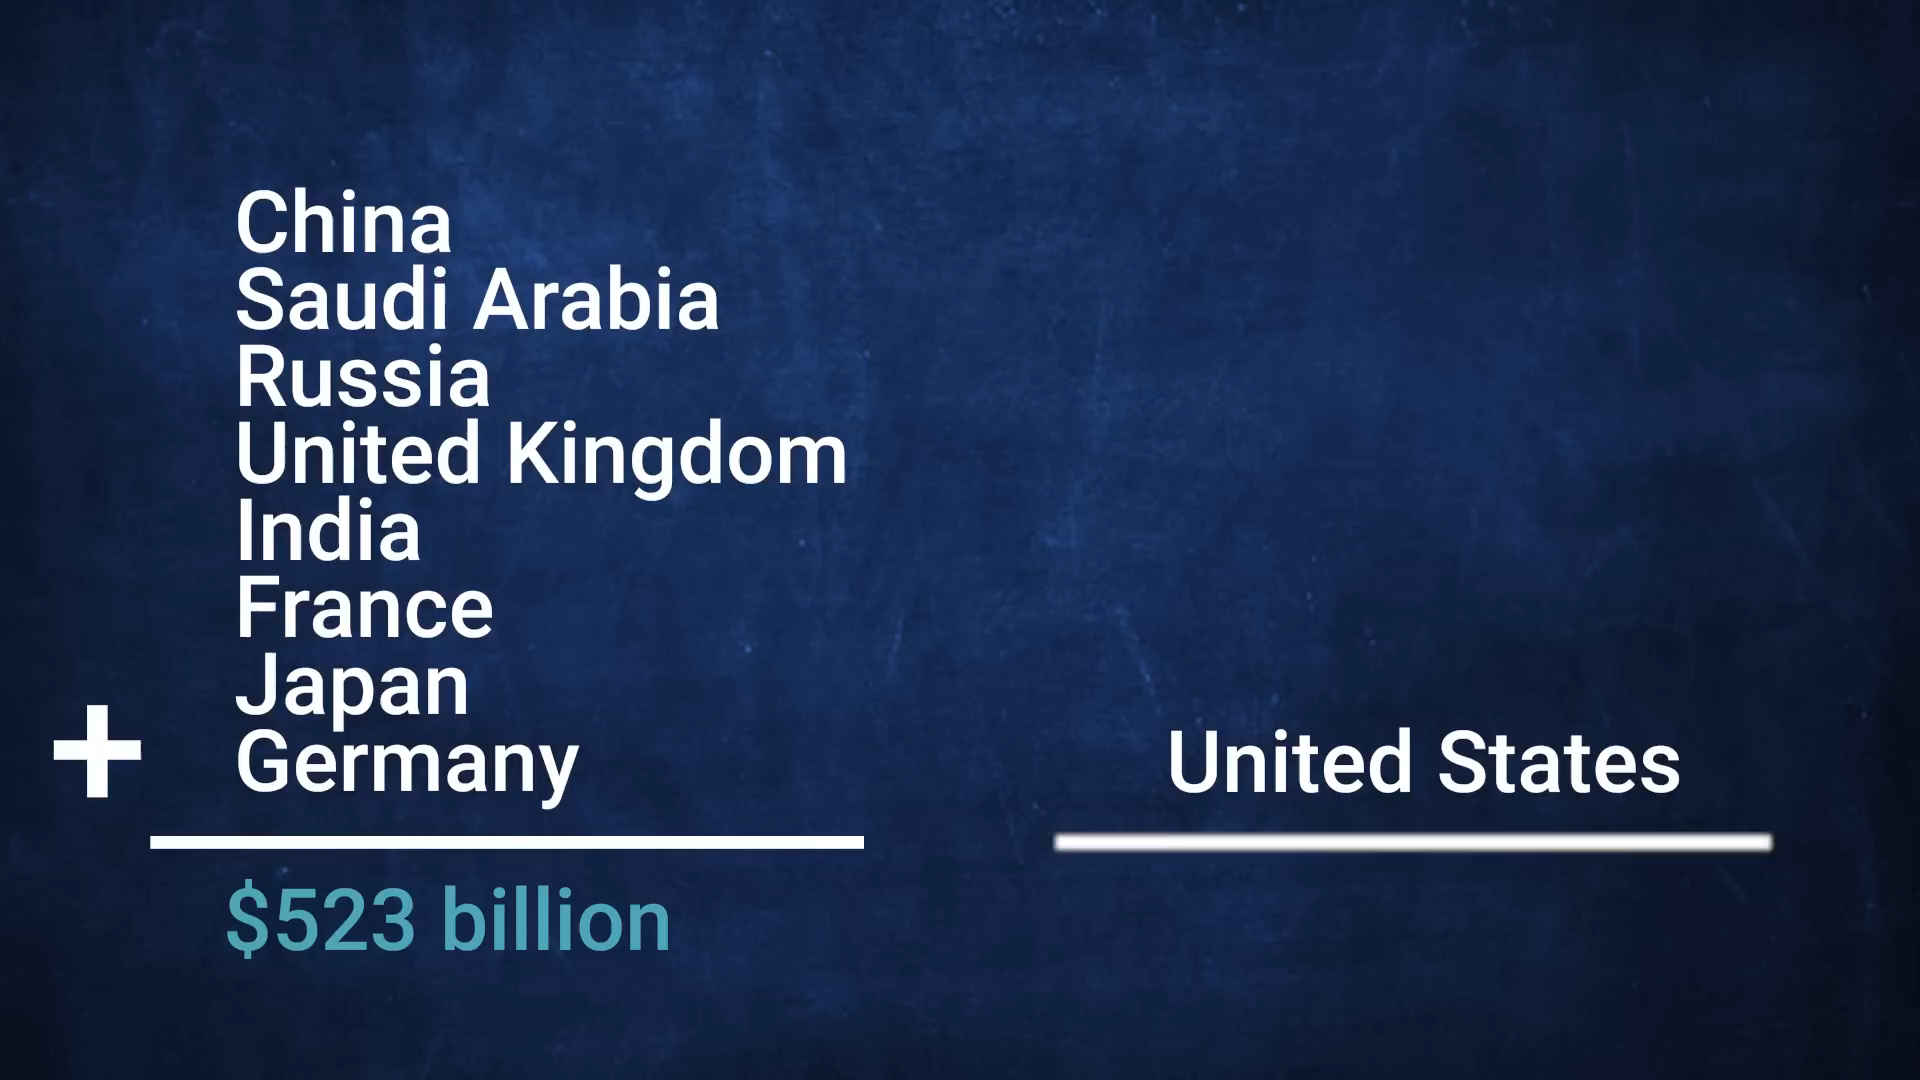 China
Saudi Arabia
Russia
United Kingdom
India
France
Japan
+ Germany
$523 billion
United States